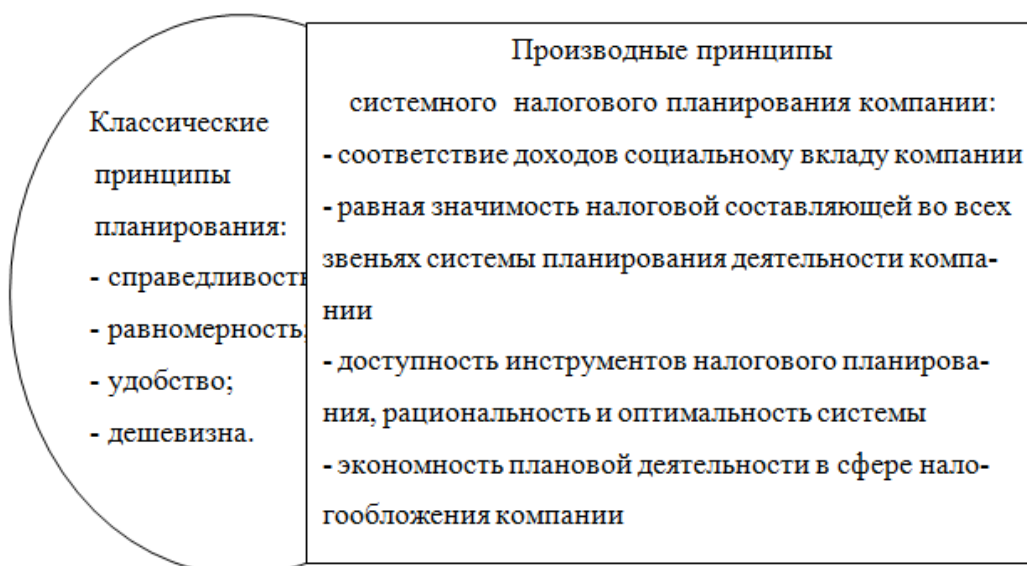 Классические
принципы
планирования:
- справедливость
- равномерность;
- удобство;
- дешевизна.
Производные принципы
системного налогового планирования компании:
- соответствие доходов социальному вкладу компании
- равная значимость налоговой составляющей во всех
звеньях системы планирования деятельности компа-
нии
- доступность инструментов налогового планирова-
ния, рациональность и оптимальность системы
- экономность плановой деятельности в сфере нало-
гообложения компании